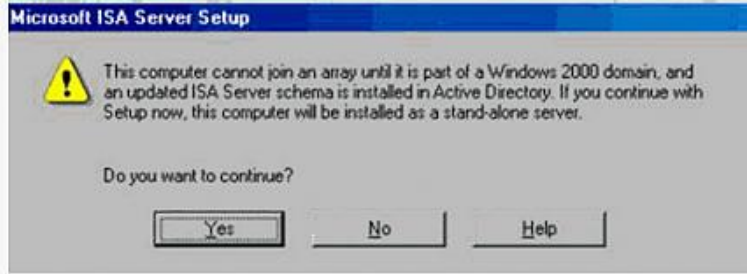 Microsoft ISA Server Setup
This computer cannot join an array until it is part of a Windows 2000 domain, and
an updated ISA Server schema is installed in Active Directory. If you continue with
Setup now, this computer will be installed as a stand-alone server.
Do you want to continue?
Yes
No
Help